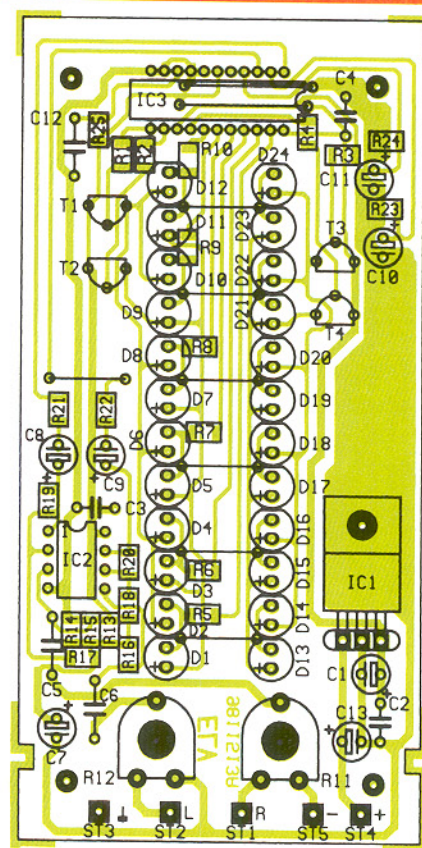 IC3
C4
C12
R25
R1
R2
R10
R4
R3
R24
D24
C11
D12
R23
T1
D11
D23
T3
R9
C10
T2
D10
D22
D9
D21
T4
D8
R8
D20
D7
D19
R21
R22
C8
D6
R7
D18
C9
D5
D17
R19
C3
D4
D16
1
IC2
R20
R6
D15
IC1
D3
R18
R5
D14
R14
R15
R13
D2
R17
R16
D1
D13
C1
C5
C6
C2
C7
C13
ELV
98112513A
R12
R11
L
R
-
+
ST3
ST2
ST1
ST5
ST4